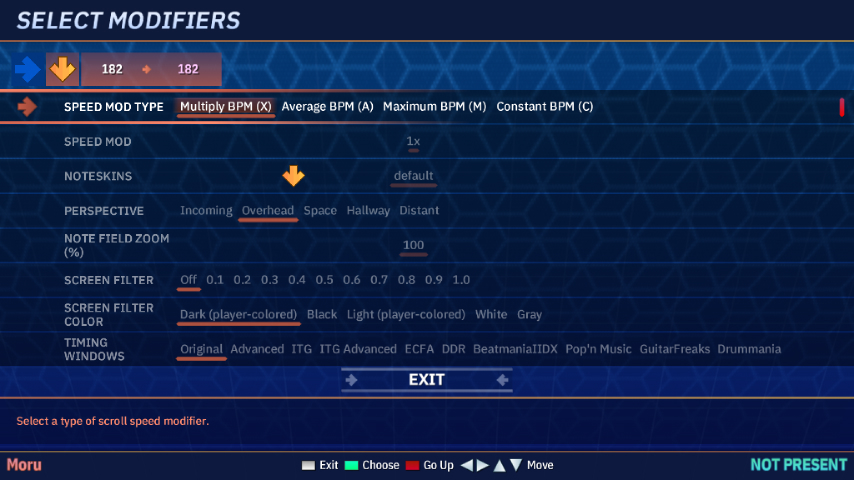 SELECT MODIFIERS
182 182
SPEED MOD TYPE Multiply BPM (X) Average BPM (A) Maximum BPM (M) Constant BPM (C)
SPEED MOD 1x
NOTESKINS default
PERSPECTIVE Incoming Overhead Space Hallway Distant
NOTE FIELD ZOOM
(%) 100
SCREEN FILTER Off 0.1 0.2 0.3 0.4 0.5 0.6 0.7 0.8 0.9 1.0
SCREEN FILTER
COLOR Dark (player-colored) Black Light (player-colored) White Gray
TIMING
WINDOWS Original Advanced ITG ITG Advanced ECFA DDR BeatmaniaIIDX Pop'n Music GuitarFreaks Drummania
EXIT
Select a type of scroll speed modifier.
Moru Exit Choose Go Up Move NOT PRESENT